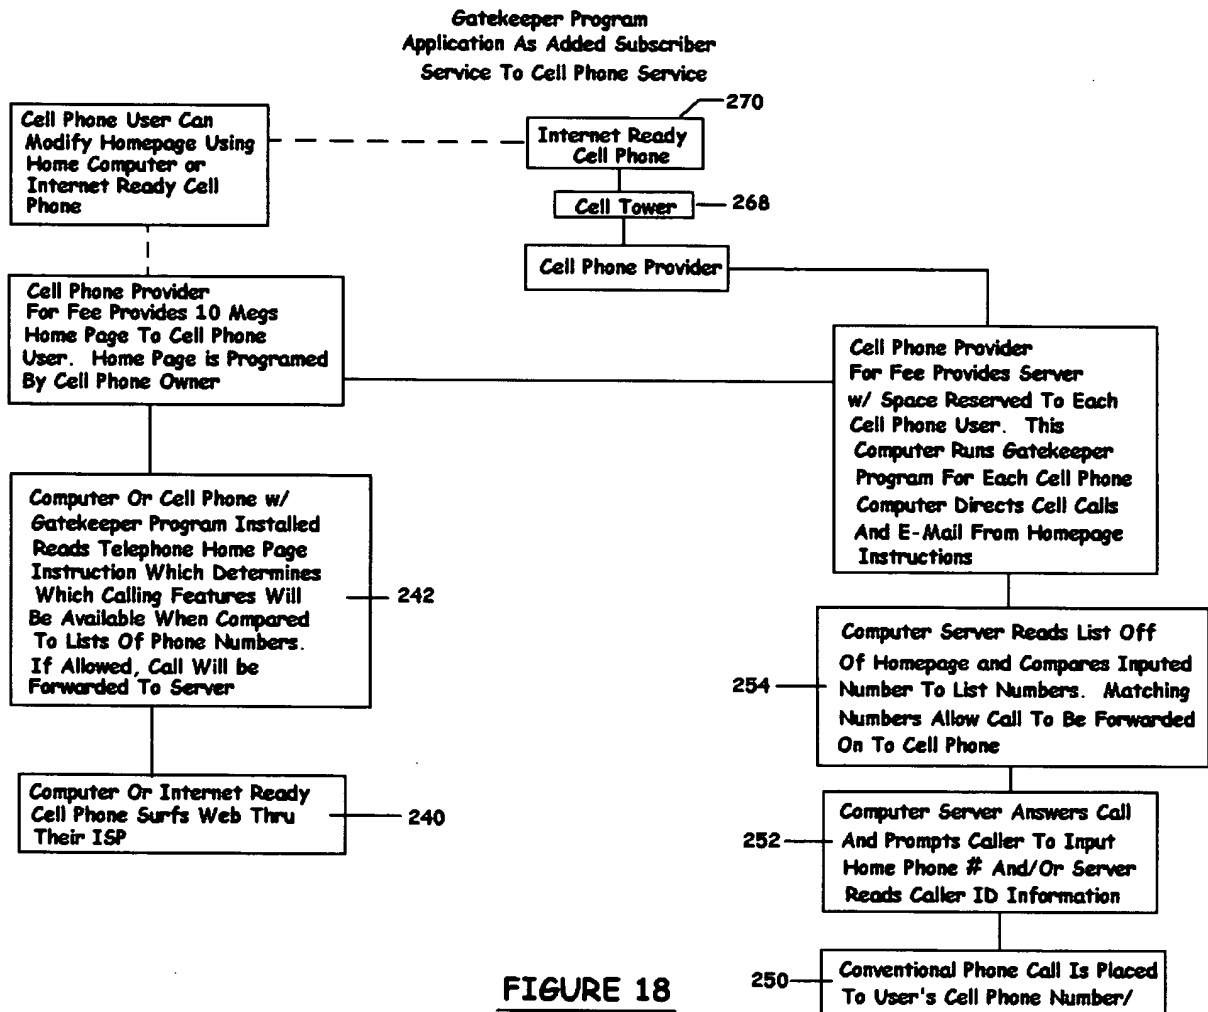 Gatekeeper Program
Application As Added Subscriber
Service To Cell Phone Service
270
Internet Ready
Cell Phone
Cell Tower
268
Cell Phone Provider
Cell Phone User Can
Modify Homepage Using
Home Computer or
Internet Ready Cell
Phone
Cell Phone Provider
For Fee Provides 10 Megs
Home Page To Cell Phone
User. Home Page is Programed
By Cell Phone Owner
Computer Or Cell Phone w/
Gatekeeper Program Installed
Reads Telephone Home Page
Instruction Which Determines
Which Calling Features Will
Be Available When Compared
To Lists Of Phone Numbers.
If Allowed, Call Will be
Forwarded To Server
242
Computer Or Internet Ready
Cell Phone Surfs Web Thru
Their ISP
240
Cell Phone Provider
For Fee Provides Server
w/ Space Reserved To Each
Cell Phone User. This
Computer Runs Gatekeeper
Program For Each Cell Phone
Computer Directs Cell Calls
And E-Mail From Homepage
Instructions
Computer Server Reads List Off
Of Homepage and Compares Inputed
Number To List Numbers. Matching
Numbers Allow Call To Be Forwarded
On To Cell Phone
254
Computer Server Answers Call
And Prompts Caller To Input
Home Phone # And/Or Server
Reads Caller ID Information
252
Conventional Phone Call Is Placed
To User's Cell Phone Number/
250
FIGURE 18